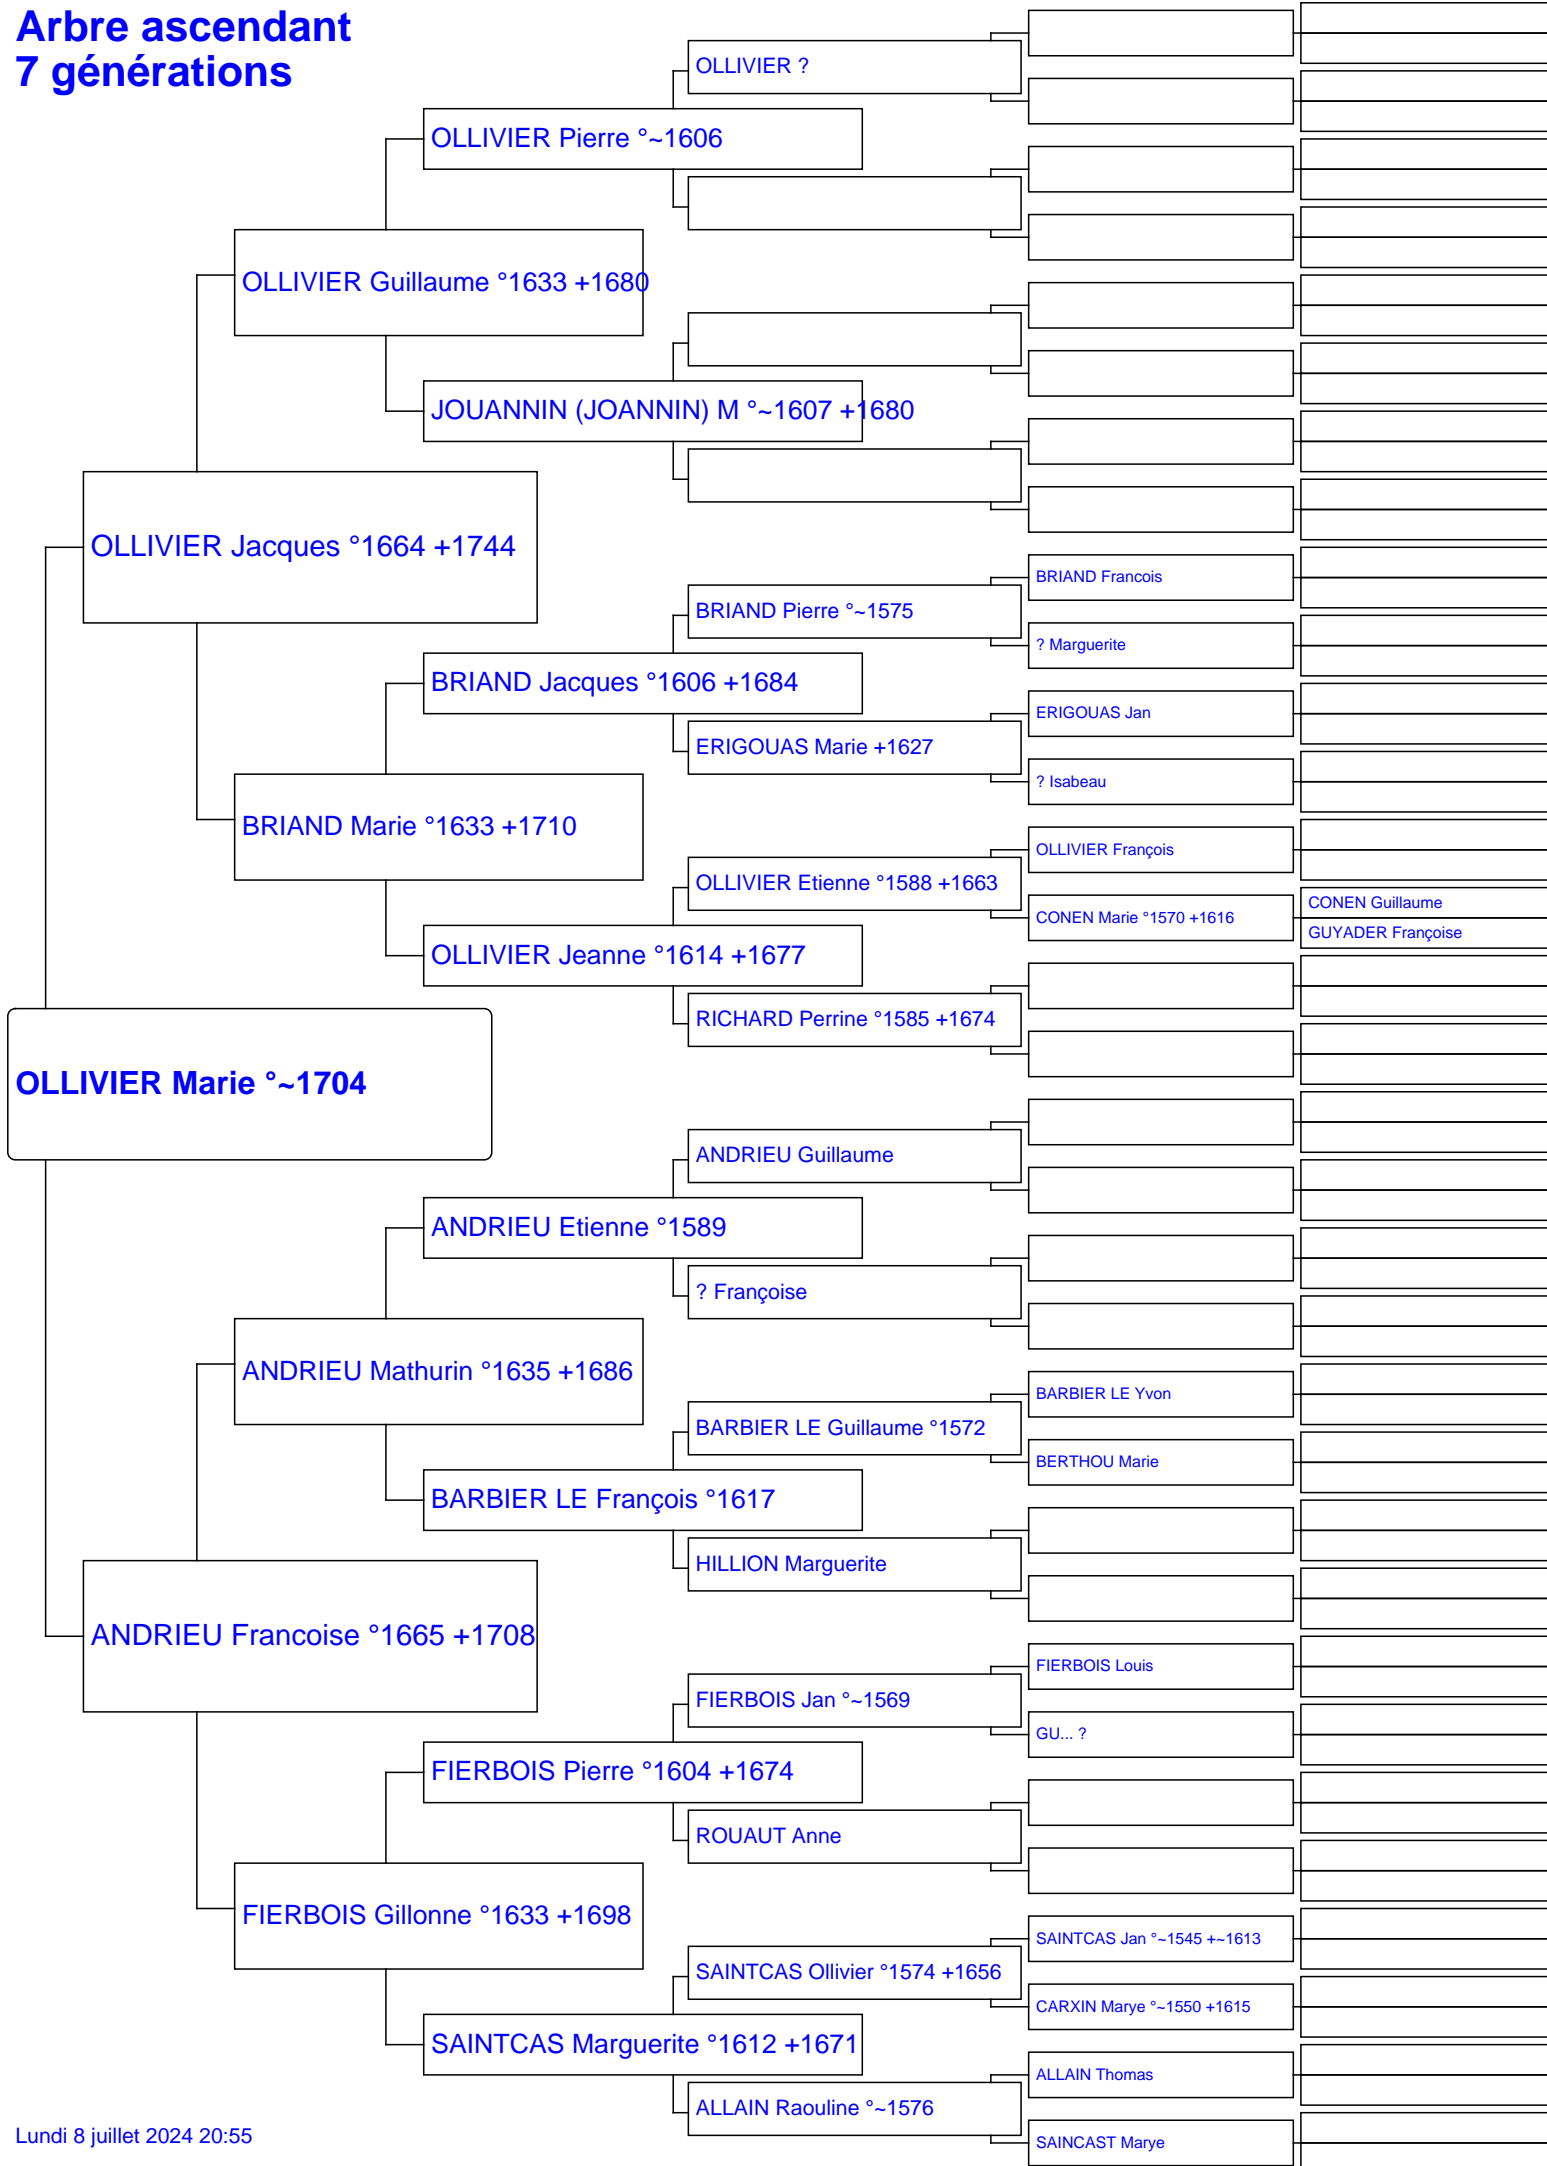 Arbre ascendant
7 générations
OLLIVIER ?
OLLIVIER Pierre °~1606
OLLIVIER Guillaume °1633 +1680
JOUANNIN (JOANNIN) M °~1607 +1680
OLLIVIER Jacques °1664 +1744
BRIAND Francois
BRIAND Pierre °~1575
? Marguerite
BRIAND Jacques °1606 +1684
ERIGOUAS Jan
ERIGOUAS Marie +1627
? Isabeau
BRIAND Marie °1633 +1710
OLLIVIER François
OLLIVIER Etienne °1588 +1663
CONEN Guillaume
CONEN Marie °1570 +1616
GUYADER Françoise
OLLIVIER Jeanne °1614 +1677
RICHARD Perrine °1585 +1674
OLLIVIER Marie °~1704
ANDRIEU Guillaume
ANDRIEU Etienne °1589
? Françoise
ANDRIEU Mathurin °1635 +1686
BARBIER LE Yvon
BARBIER LE Guillaume °1572
BERTHOU Marie
BARBIER LE François °1617
HILLION Marguerite
ANDRIEU Francoise °1665 +1708
FIERBOIS Louis
FIERBOIS Jan °~1569
GU... ?
FIERBOIS Pierre °1604 +1674
ROUAUT Anne
FIERBOIS Gillonne °1633 +1698
SAINTCAS Jan °~1545 +~1613
SAINTCAS Ollivier °1574 +1656
CARXIN Marye °~1550 +1615
SAINTCAS Marguerite °1612 +1671
ALLAIN Thomas
ALLAIN Raouline °~1576
SAINCAST Marye
Lundi 8 juillet 2024 20:55